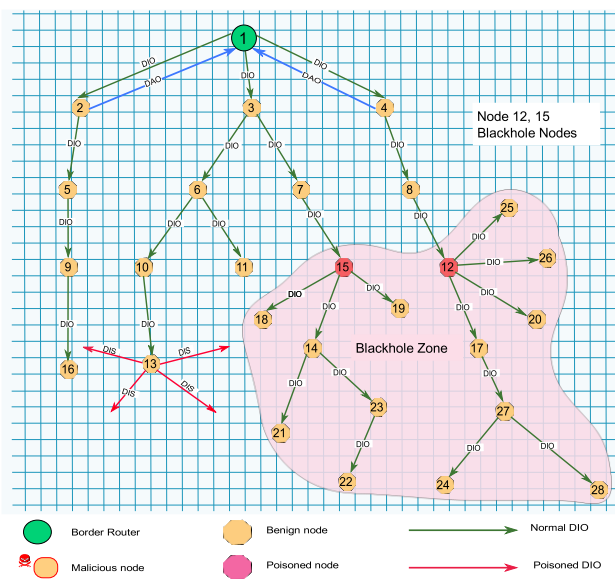 1
DIO
DIO
DAO
DIO
DAO
2
3
4
Node 12, 15
Blackhole Nodes
DIO
DIO
DIO
DIO
5
6
7
8
25
DIO
DIO
DIO
DIO
DIO
DIO
9
10
11
15
12
DIO
26
DIO
DIO
DIO
DIO
18
DIO
19
DIO
20
DIO
DIO
DIS
DIS
14
Blackhole Zone
17
16
13
DIO
DIO
DIO
DIS
DIS
23
27
21
DIO
DIO
DIO
22
24
28
Border Router
Benign node
Normal DIO
Malicious node
Poisoned node
Poisoned DIO